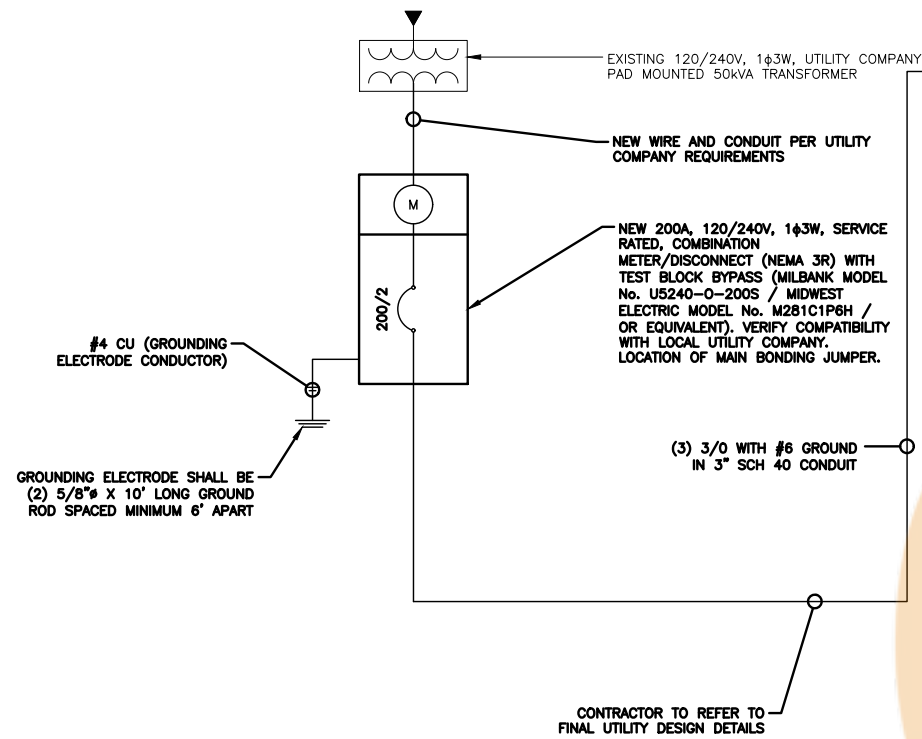 EXISTING 120/240V, 1ϕ3W, UTILITY COMPANY
PAD MOUNTED 50kVA TRANSFORMER
NEW WIRE AND CONDUIT PER UTILITY
COMPANY REQUIREMENTS
M
NEW 200A, 120/240V, 1ϕ3W, SERVICE
RATED, COMBINATION
METER/DISCONNECT (NEMA 3R) WITH
TEST BLOCK BYPASS (MILBANK MODEL
No. U5240-O-200S / MIDWEST
ELECTRIC MODEL No. M281C1P6H /
OR EQUIVALENT). VERIFY COMPATIBILITY
WITH LOCAL UTILITY COMPANY.
LOCATION OF MAIN BONDING JUMPER.
200/2
#4 CU (GROUNDING
ELECTRODE CONDUCTOR)
GROUNDING ELECTRODE SHALL BE
(2) 5/8"ø X 10' LONG GROUND
ROD SPACED MINIMUM 6' APART
(3) 3/0 WITH #6 GROUND
IN 3" SCH 40 CONDUIT
CONTRACTOR TO REFER TO
FINAL UTILITY DESIGN DETAILS